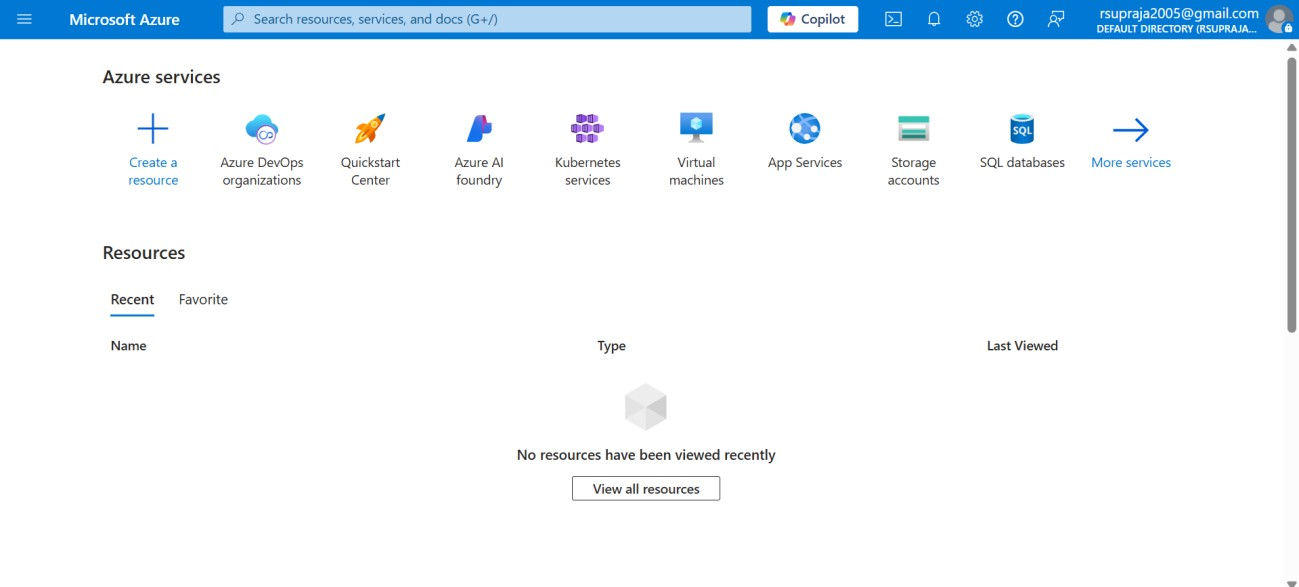 Microsoft Azure
Search resources, services, and docs (G+/)
Copilot
rsupraja2005@gmail.com
DEFAULT DIRECTORY (RSUPRAJA...
Azure services
Create a
resource
Azure DevOps
organizations
Quickstart
Center
Azure AI
foundry
Kubernetes
services
Virtual
machines
App Services
Storage
accounts
SQL
SQL databases
More services
Resources
Recent
Favorite
Name
Type
Last Viewed
No resources have been viewed recently
View all resources